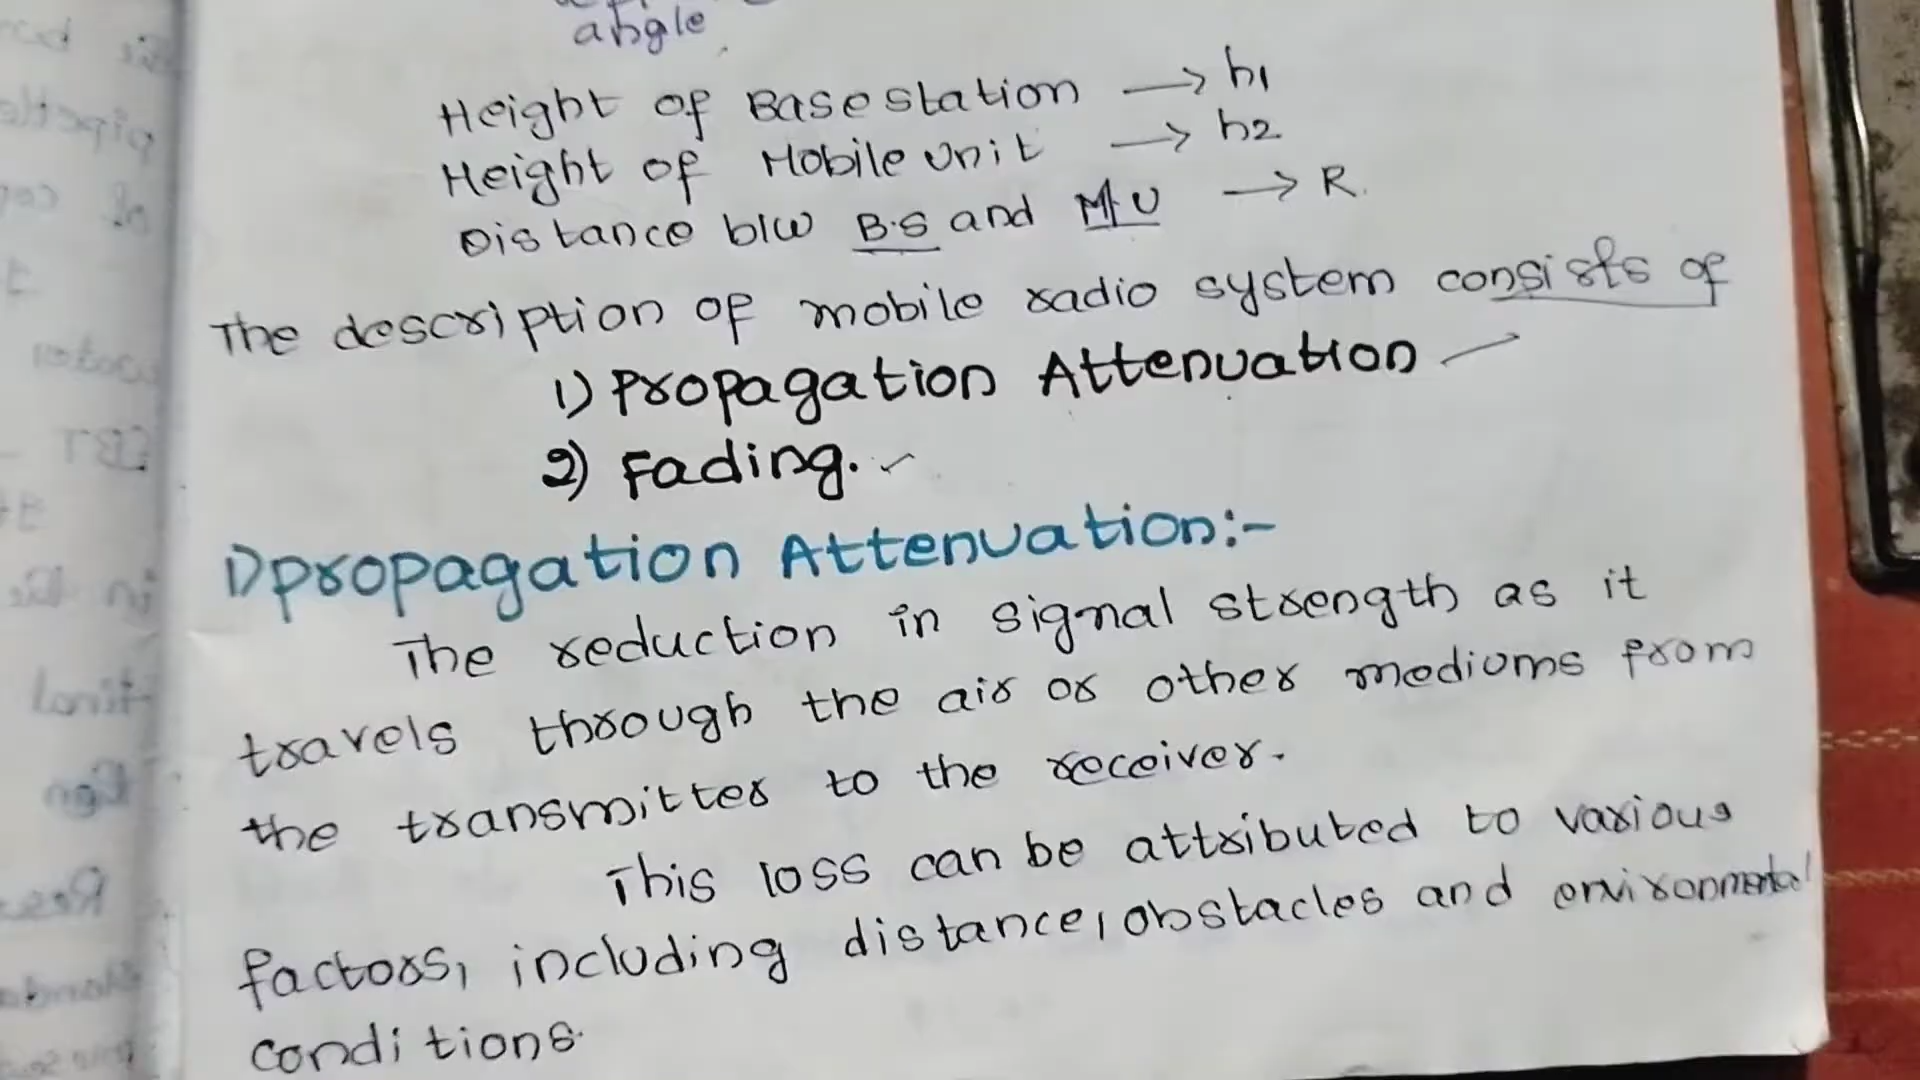 angle
Height of Base station → h1
Height of Mobile unit → h2
Distance b/w B.S and M.U → R.
The description of mobile radio system consists of
1) Propagation Attenuation
2) Fading.
1) Propagation Attenuation:-
The reduction in signal strength as it
travels through the air or other mediums from
the transmitter to the receiver.
This loss can be attributed to various
factors, including distance, obstacles and environmental
conditions.